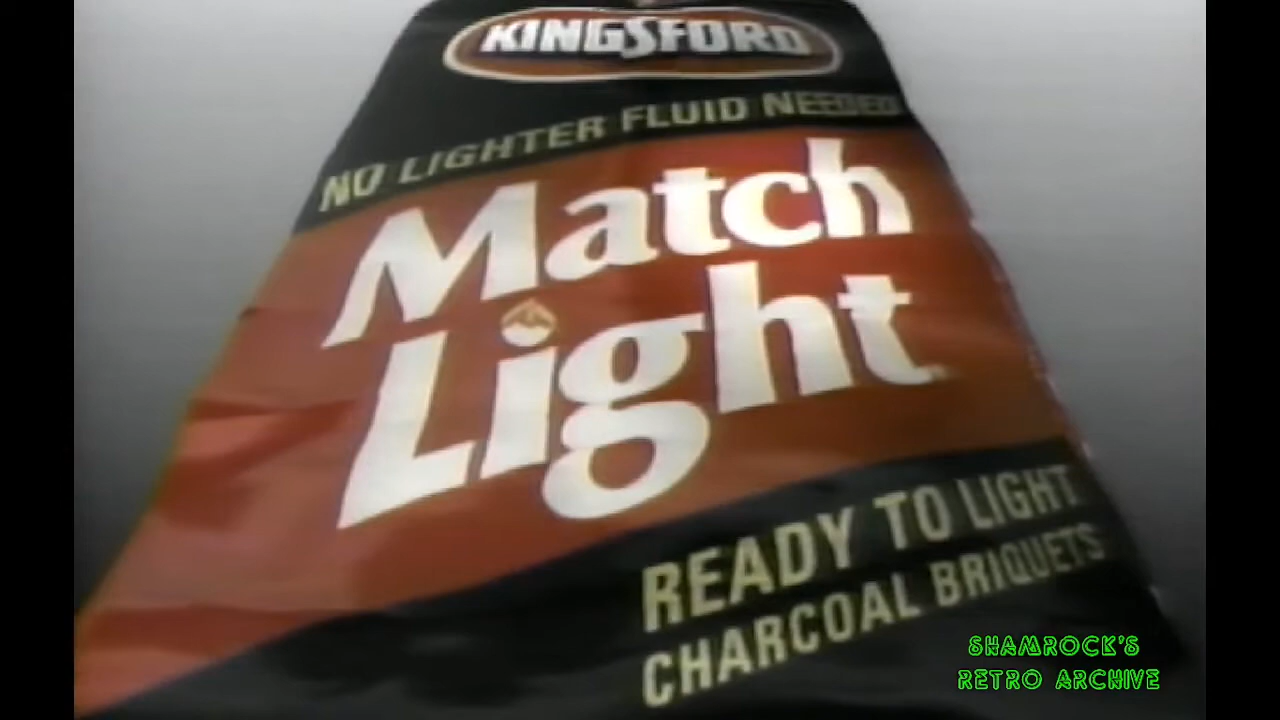 KINGSFORD
NO LIGHTER FLUID NEEDED
Match
Light
READY TO LIGHT
CHARCOAL BRIQUETS
SHAMROCK'S
RETRO ARCHIVE